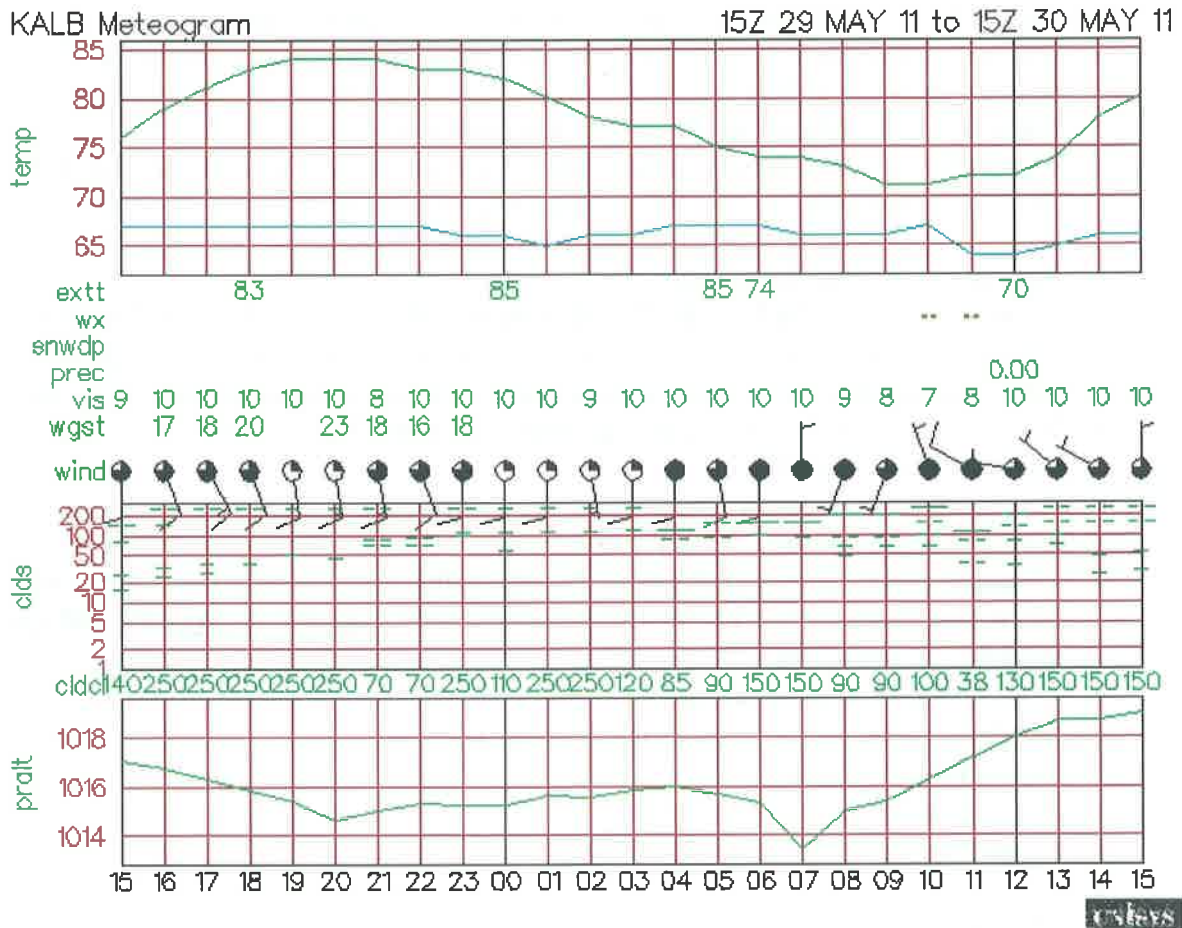 KALB Meteogram 15Z 29 MAY 11 to 15Z 30 MAY 11
85
80
75
70
65
temp
extt 83 85 85 74 70
wx
snwdp
prec 0.00
vis 9 10 10 10 10 10 8 10 10 10 10 9 10 10 10 10 10 9 8 7 8 10 10 10 10
wgst 17 18 20 23 18 16 18
wind
200
100
50
20
10
5
2
1
clds
cldcl 140 250 250 250 250 250 70 70 250 110 250 250 120 85 90 150 150 90 90 100 38 130 150 150 150
1018
1016
1014
pralt
15 16 17 18 19 20 21 22 23 00 01 02 03 04 05 06 07 08 09 10 11 12 13 14 15